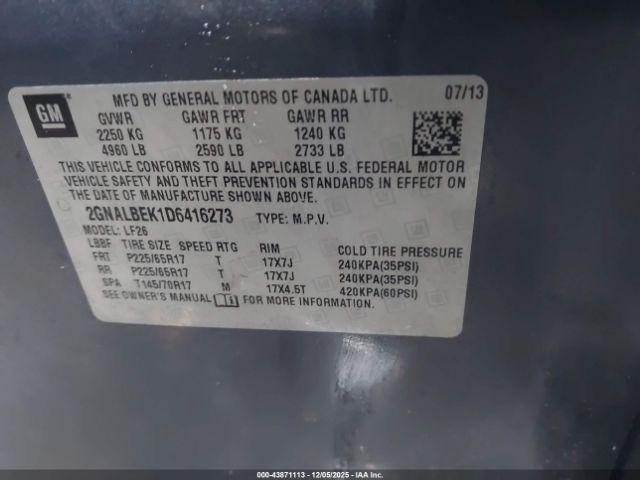 GM
MFD BY GENERAL MOTORS OF CANADA LTD. 07/13
GVWR GAWR FRT GAWR RR
2250 KG 1175 KG 1240 KG
4960 LB 2590 LB 2733 LB
THIS VEHICLE CONFORMS TO ALL APPLICABLE U.S. FEDERAL MOTOR
VEHICLE SAFETY AND THEFT PREVENTION STANDARDS IN EFFECT ON
THE DATE OF MANUFACTURE SHOWN ABOVE.
2GNALBEK1D6416273 TYPE: M.P.V.
MODEL: LF26
LBBF TIRE SIZE SPEED RTG RIM COLD TIRE PRESSURE
FRT P225/65R17 T 17X7J 240KPA(35PSI)
RR P225/65R17 T 17X7J 240KPA(35PSI)
SPA T145/70R17 M 17X4.5T 420KPA(60PSI)
SEE OWNER'S MANUAL FOR MORE INFORMATION.
000-43871113 - 12/05/2025 - IAA Holdings, LLC.